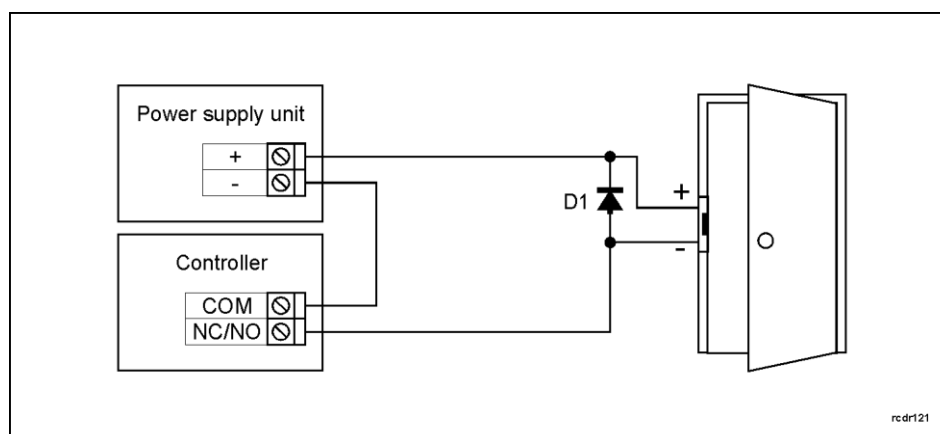 Power supply unit
+
-
+
D1
-
Controller
COM
NC/NO
rcdr121